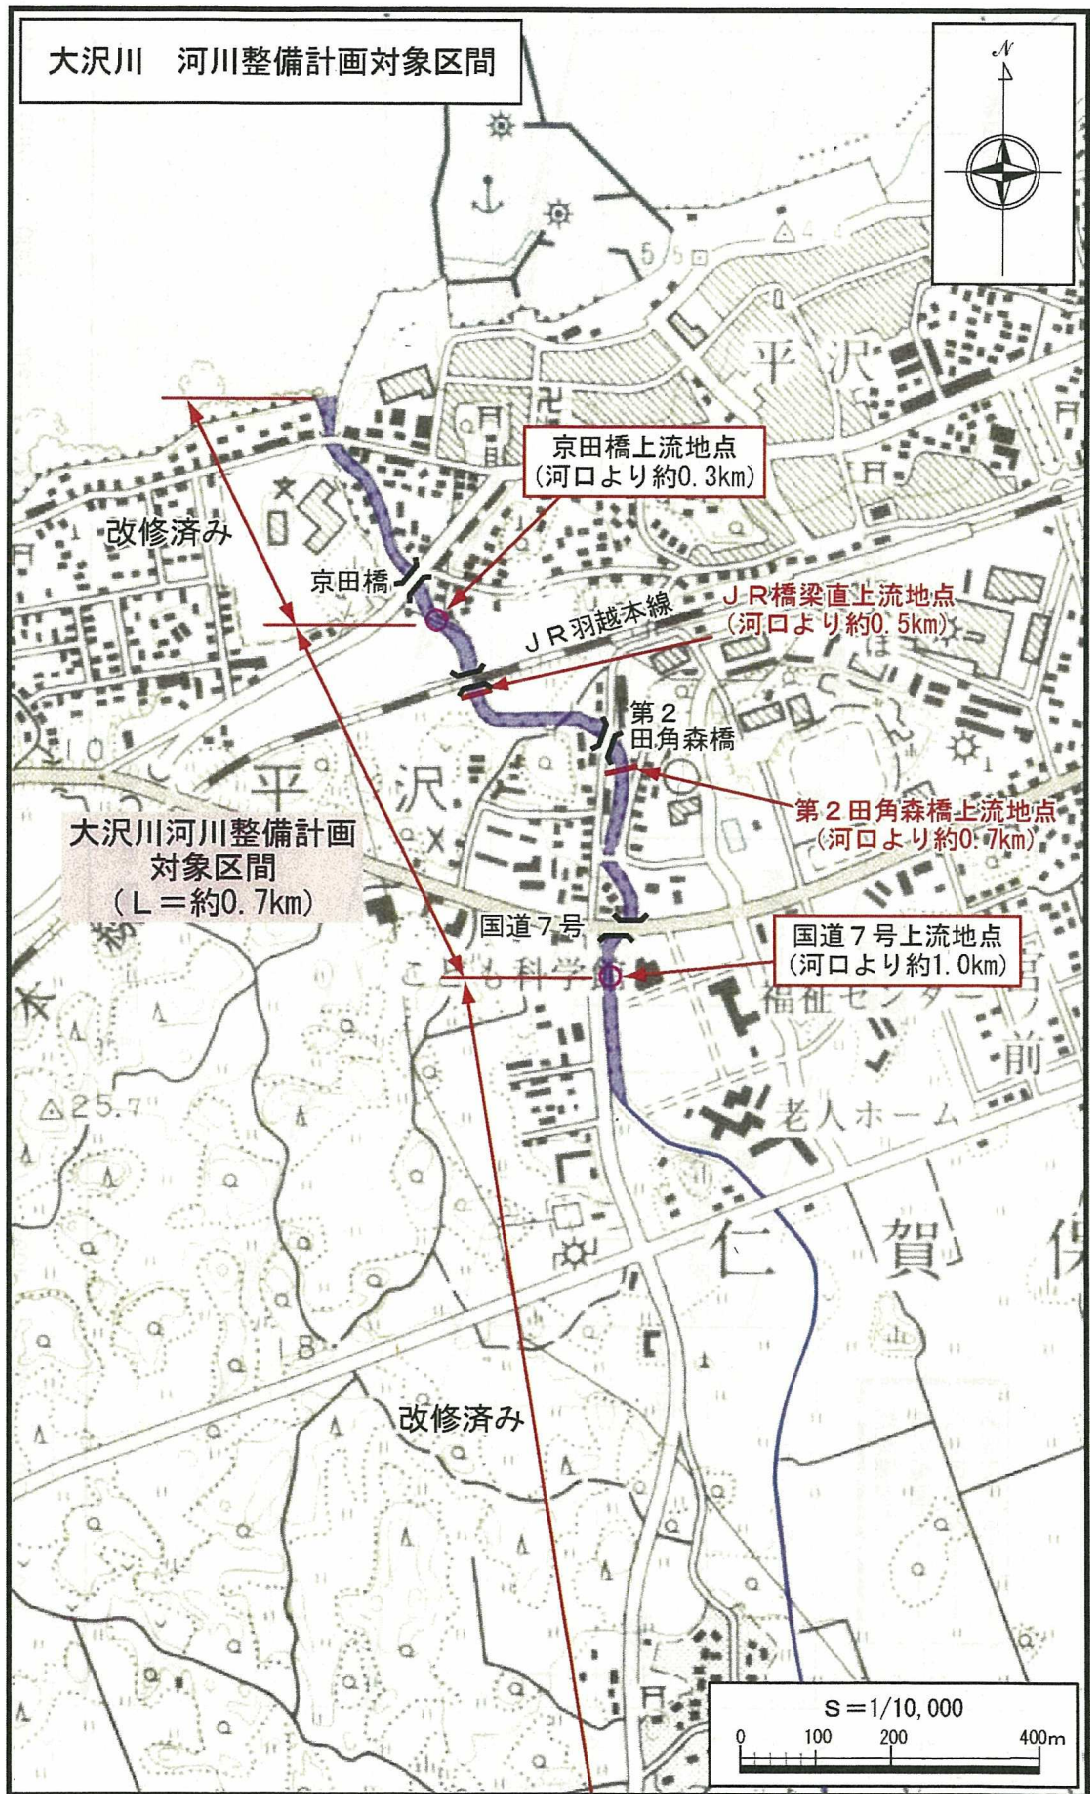 大沢川　河川整備計画対象区間
N
5.5
平 沢
京田橋上流地点
(河口より約0.3km)
改修済み
京田橋
JR羽越本線
JR橋梁直上流地点
(河口より約0.5km)
第2
田角森橋
10
平 沢
第2田角森橋上流地点
(河口より約0.7km)
大沢川河川整備計画
対象区間
(L=約0.7km)
国道7号
国道7号上流地点
(河口より約1.0km)
こども科学館
福祉センター
宮ノ前
25.7
老人ホーム
仁 賀 保
18
改修済み
S=1/10,000
0 100 200 400m